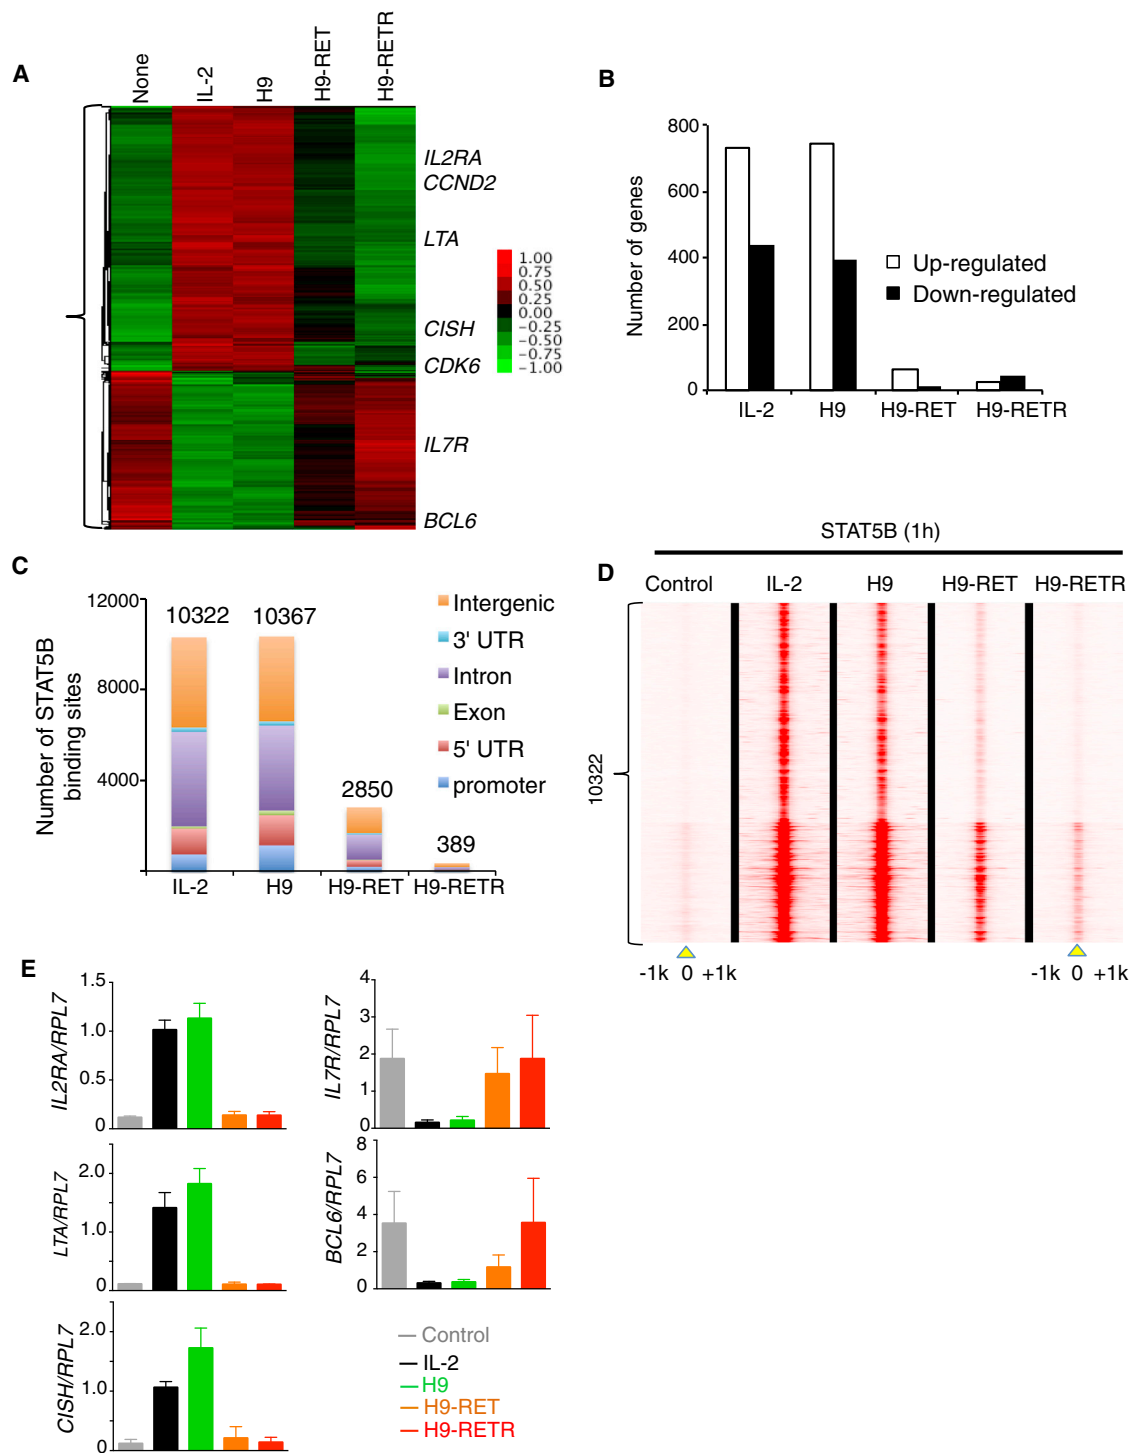 A
None
IL-2
H9
H9-RET
H9-RETR
IL2RA
CCND2
LTA
CISH
CDK6
IL7R
BCL6
1.00
0.75
0.50
0.25
0.00
−0.25
−0.50
−0.75
−1.00
B
Number of genes
800
600
400
200
0
Up-regulated
Down-regulated
IL-2
H9
H9-RET
H9-RETR
C
Number of STAT5B
binding sites
12000
8000
4000
10322
10367
2850
389
IL-2
H9
H9-RET
H9-RETR
Intergenic
3' UTR
Intron
Exon
5' UTR
promoter
STAT5B (1h)
D
Control
IL-2
H9
H9-RET
H9-RETR
10322
-1k 0 +1k
-1k 0 +1k
E
IL2RA/RPL7
1.5
1.0
0.5
0
IL7R/RPL7
4
3
2
1
0
LTA/RPL7
2.0
1.0
0
BCL6/RPL7
8
6
4
2
0
CISH/RPL7
2.0
1.0
0
Control
IL-2
H9
H9-RET
H9-RETR